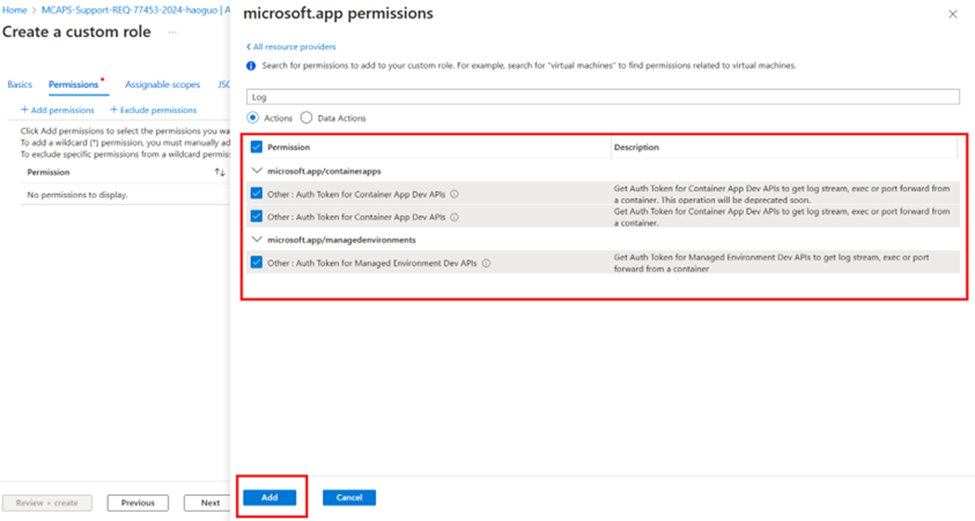 Home > MCAPS-Support-REQ-77453-2024-haoguo | A
Create a custom role ...
Basics Permissions Assignable scopes JSO
+ Add permissions + Exclude permissions
Click Add permissions to select the permissions you wa
To add a wildcard (*) permission, you must manually ad
To exclude specific permissions from a wildcard permis
Permission
No permissions to display.
Review + create Previous Next
microsoft.app permissions
< All resource providers
Search for permissions to add to your custom role. For example, search for "virtual machines" to find permissions related to virtual machines.
Log
Actions Data Actions
Permission Description
microsoft.app/containerapps
Other : Auth Token for Container App Dev APIs
Get Auth Token for Container App Dev APIs to get log stream, exec or port forward from
a container. This operation will be deprecated soon.
Other : Auth Token for Container App Dev APIs
Get Auth Token for Container App Dev APIs to get log stream, exec or port forward from
a container.
microsoft.app/managedenvironments
Other : Auth Token for Managed Environment Dev APIs
Get Auth Token for Managed Environment Dev APIs to get log stream, exec or port
forward from a container
Add Cancel